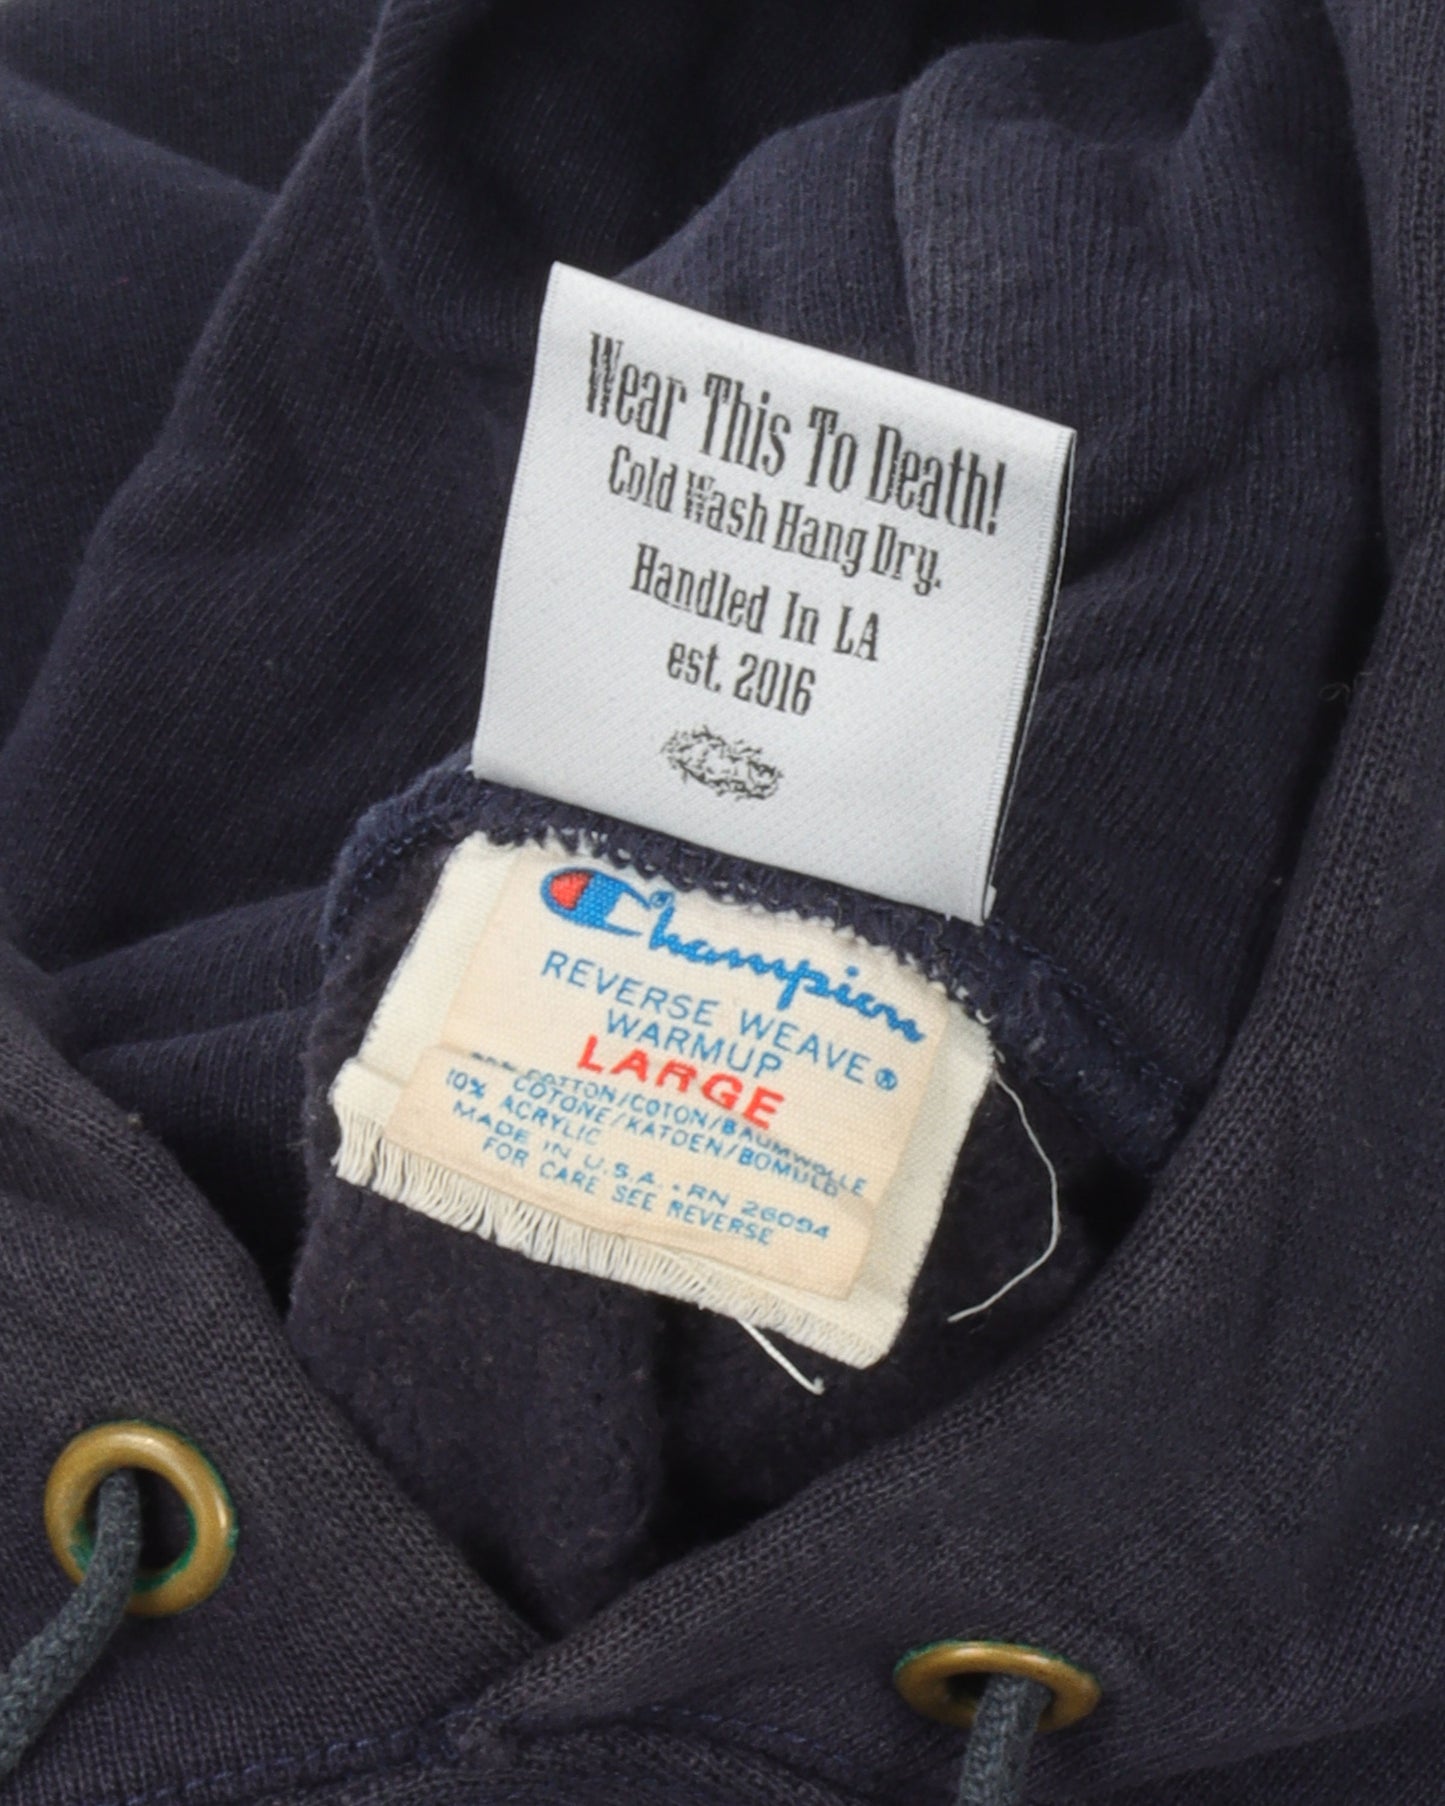 Wear This To Death!
Cold Wash Hang Dry.
Handled In LA
est. 2016
Champion
REVERSE WEAVE®
WARMUP
LARGE
COTTON/COTON/BAUMWOLLE
COTONE/KATOEN/BOMULD
10% ACRYLIC
MADE IN U.S.A. • RN 26094
FOR CARE SEE REVERSE